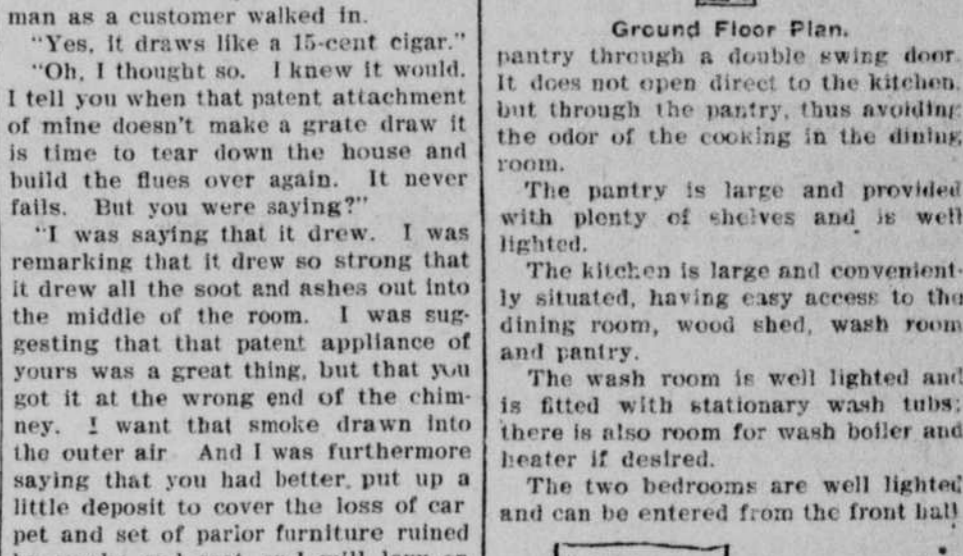 man as a customer walked in.
"Yes, it draws like a 15-cent cigar."
"Oh, I thought so. I knew it would.
I tell you when that patent attachment
of mine doesn't make a grate draw it
is time to tear down the house and
build the flues over again. It never
fails. But you were saying?"
"I was saying that it drew. I was
remarking that it drew so strong that
it drew all the soot and ashes out into
the middle of the room. I was sug-
gesting that that patent appliance of
yours was a great thing, but that you
got it at the wrong end of the chim-
ney. I want that smoke drawn into
the outer air And I was furthermore
saying that you had better put up a
little deposit to cover the loss of car
pet and set of parlor furniture ruined
Ground Floor Plan.
pantry through a double swing door.
It does not open direct to the kitchen,
but through the pantry, thus avoiding
the odor of the cooking in the dining
room.
The pantry is large and provided
with plenty of shelves and is well
lighted.
The kitchen is large and convenient-
ly situated, having easy access to the
dining room, wood shed, wash room
and pantry.
The wash room is well lighted and
is fitted with stationary wash tubs;
there is also room for wash boiler and
heater if desired.
The two bedrooms are well lighted
and can be entered from the front hall